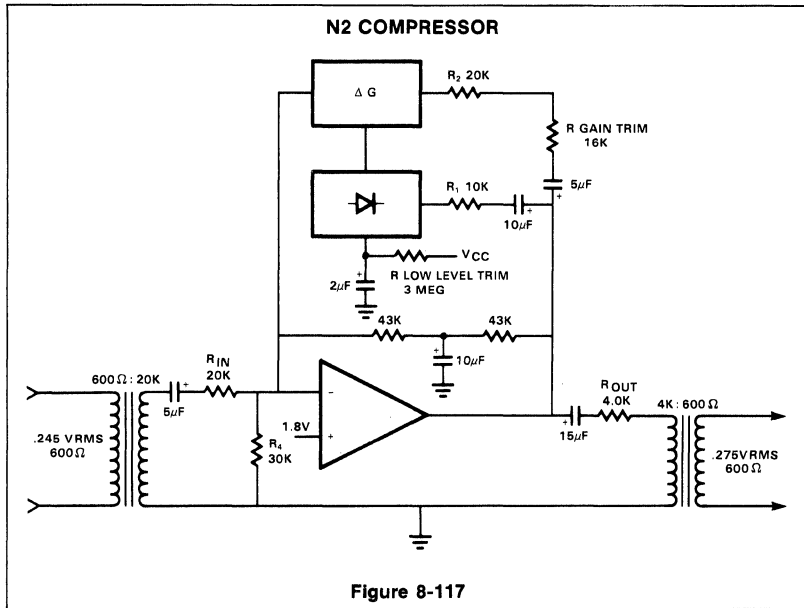 N2 COMPRESSOR
Δ G
R2 20K
R GAIN TRIM
16K
5µF
+
R1 10K
+
10µF
VCC
+
2µF
R LOW LEVEL TRIM
3 MEG
43K
43K
+
10µF
600Ω : 20K
+
5µF
RIN
20K
.245 VRMS
600Ω
R4
30K
1.8V
−
+
+
15µF
ROUT
4.0K
4K : 600Ω
.275VRMS
600Ω
Figure 8-117